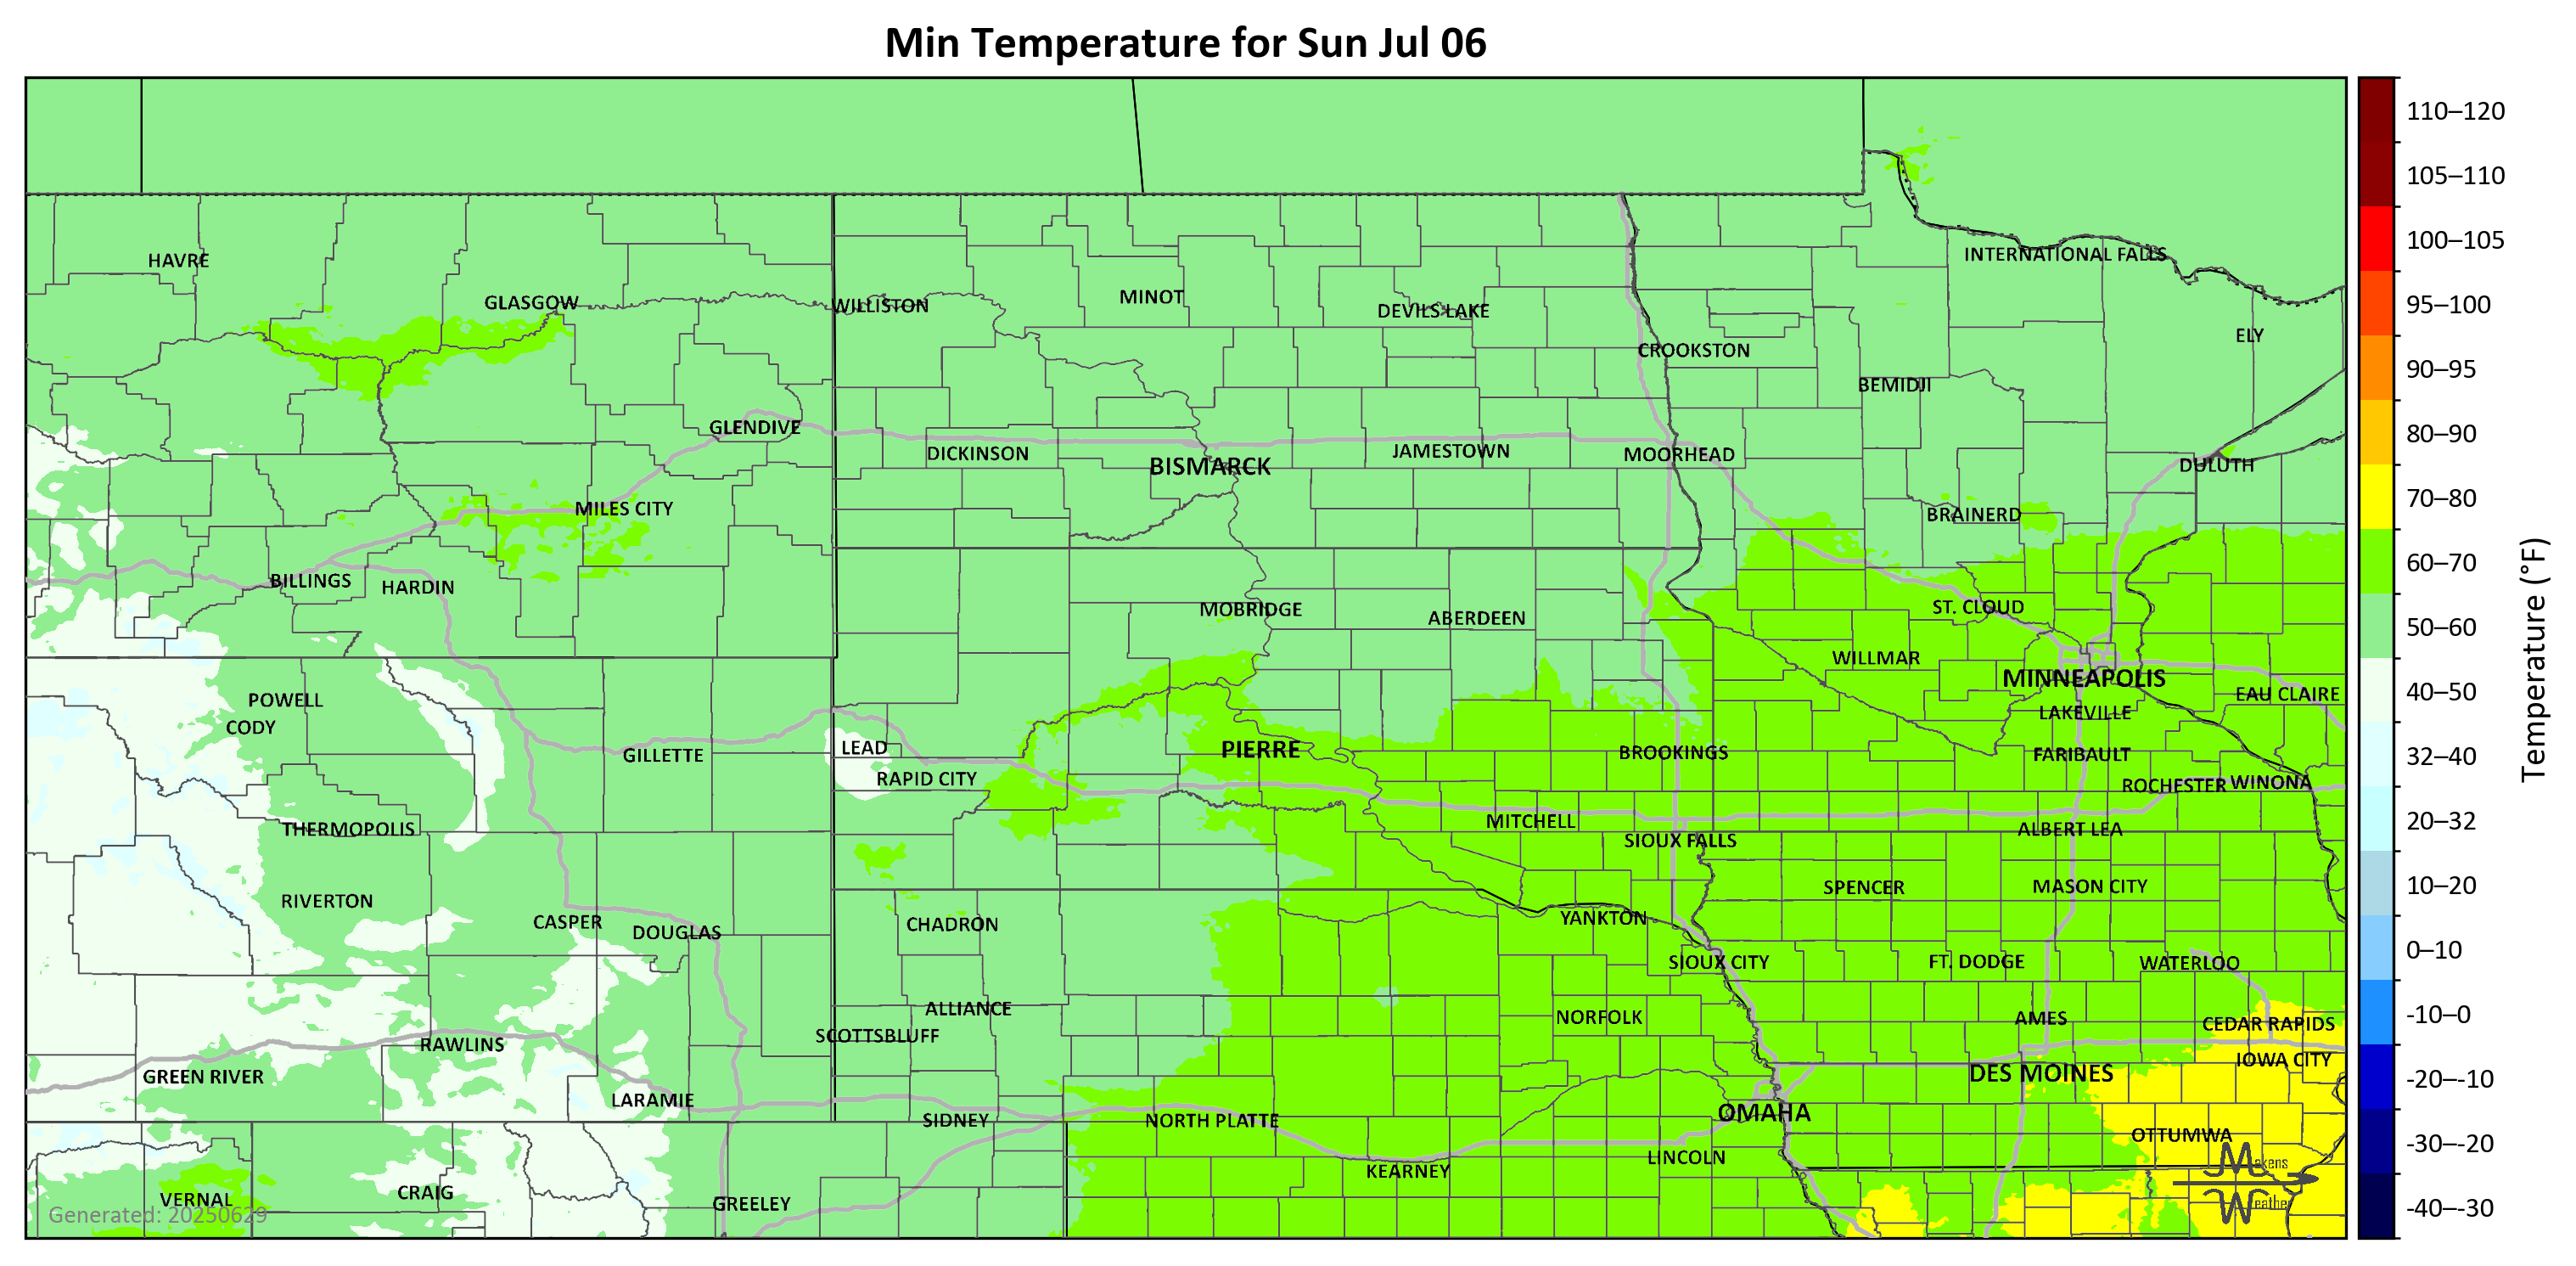 Min Temperature for Sun Jul 06
110–120
105–110
100–105
95–100
90–95
80–90
70–80
60–70
50–60
40–50
32–40
20–32
10–20
0–10
-10–0
-20–-10
-30–-20
-40–-30
Temperature (°F)
HAVRE
GLASGOW
WILLISTON
MINOT
DEVILS LAKE
INTERNATIONAL FALLS
ELY
CROOKSTON
BEMIDJI
GLENDIVE
DICKINSON
BISMARCK
JAMESTOWN
MOORHEAD
DULUTH
MILES CITY
BRAINERD
BILLINGS
HARDIN
MOBRIDGE
ABERDEEN
ST. CLOUD
WILLMAR
MINNEAPOLIS
EAU CLAIRE
POWELL
CODY
LAKEVILLE
GILLETTE
LEAD
PIERRE
BROOKINGS
FARIBAULT
RAPID CITY
ROCHESTER
WINONA
THERMOPOLIS
MITCHELL
SIOUX FALLS
ALBERT LEA
RIVERTON
SPENCER
MASON CITY
CASPER
DOUGLAS
CHADRON
YANKTON
SIOUX CITY
FT. DODGE
WATERLOO
ALLIANCE
NORFOLK
AMES
CEDAR RAPIDS
SCOTTSBLUFF
RAWLINS
IOWA CITY
GREEN RIVER
DES MOINES
LARAMIE
SIDNEY
NORTH PLATTE
OMAHA
OTTUMWA
LINCOLN
KEARNEY
VERNAL
CRAIG
GREELEY
Makens
Weather
Generated: 20250629